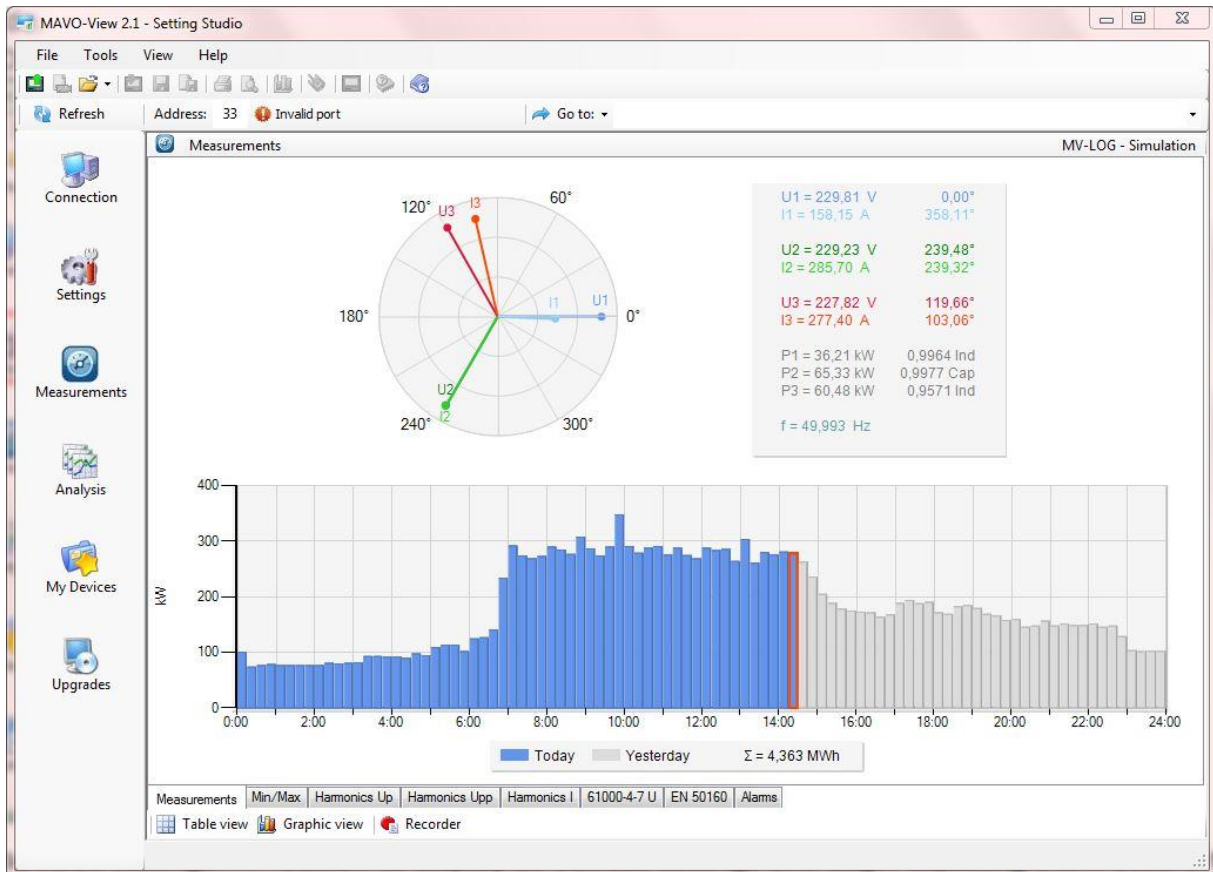 MAVO-View 2.1 - Setting Studio
File Tools View Help
Refresh Address: 33 Invalid port Go to:
Measurements MV-LOG - Simulation
Connection
Settings
Measurements
Analysis
My Devices
Upgrades
120° U3 I3 60°
180° I1 U1 0°
U2
240° I2 300°
U1 = 229,81 V 0,00°
I1 = 158,15 A 358,11°
U2 = 229,23 V 239,48°
I2 = 285,70 A 239,32°
U3 = 227,82 V 119,66°
I3 = 277,40 A 103,06°
P1 = 36,21 kW 0,9964 Ind
P2 = 65,33 kW 0,9977 Cap
P3 = 60,48 kW 0,9571 Ind
f = 49,993 Hz
400
300
200
100
0
kW
0:00 2:00 4:00 6:00 8:00 10:00 12:00 14:00 16:00 18:00 20:00 22:00 24:00
Today Yesterday Σ = 4,363 MWh
Measurements Min/Max Harmonics Up Harmonics Upp Harmonics I 61000-4-7 U EN 50160 Alarms
Table view Graphic view Recorder